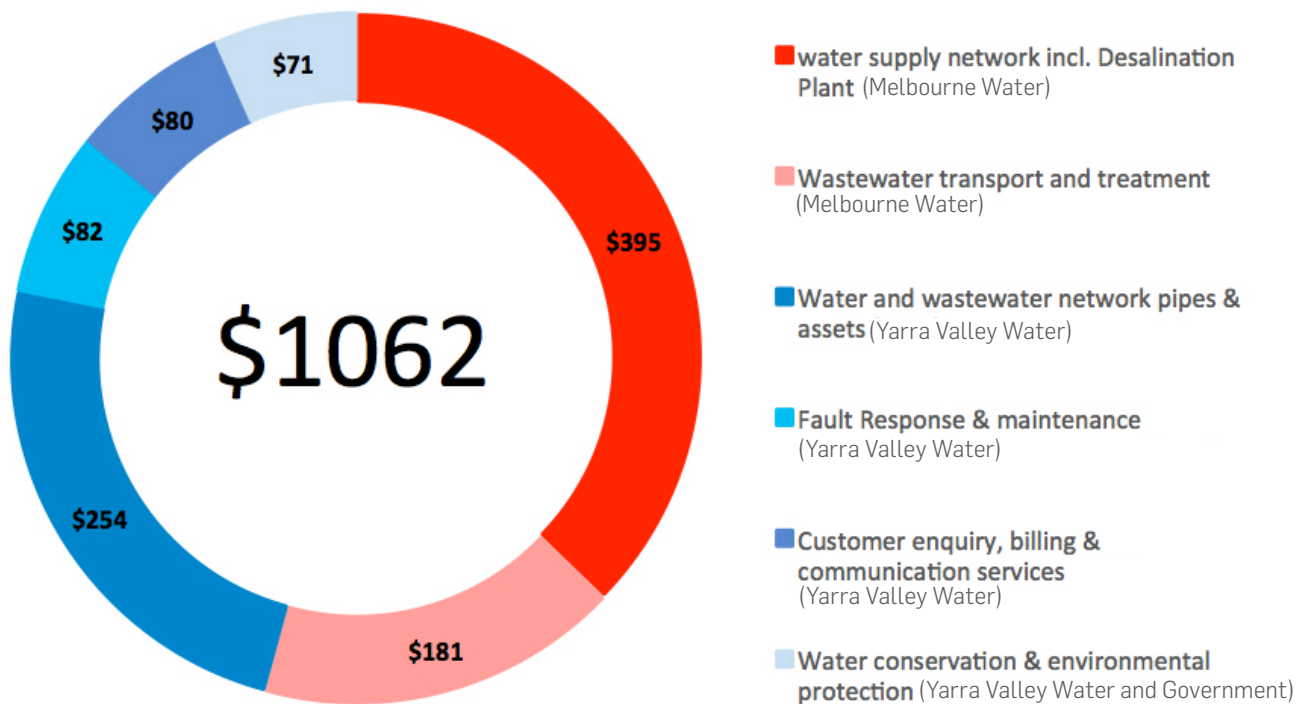 $71
$80
$82
$395
$1062
$254
$181
water supply network incl. Desalination
Plant (Melbourne Water)
Wastewater transport and treatment
(Melbourne Water)
Water and wastewater network pipes &
assets (Yarra Valley Water)
Fault Response & maintenance
(Yarra Valley Water)
Customer enquiry, billing &
communication services
(Yarra Valley Water)
Water conservation & environmental
protection (Yarra Valley Water and Government)